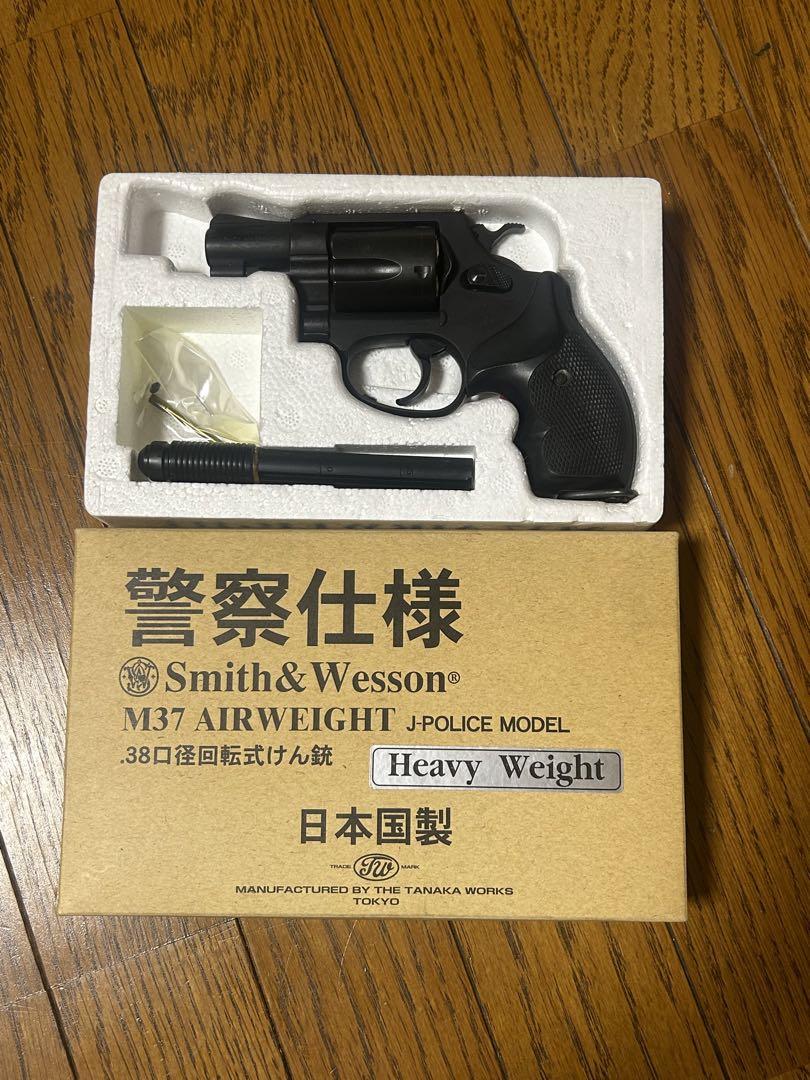 警察仕様
Smith&Wesson®
M37 AIRWEIGHT J-POLICE MODEL
.38口径回転式けん銃
Heavy Weight
日本国製
TRADE TW MARK
MANUFACTURED BY THE TANAKA WORKS
TOKYO